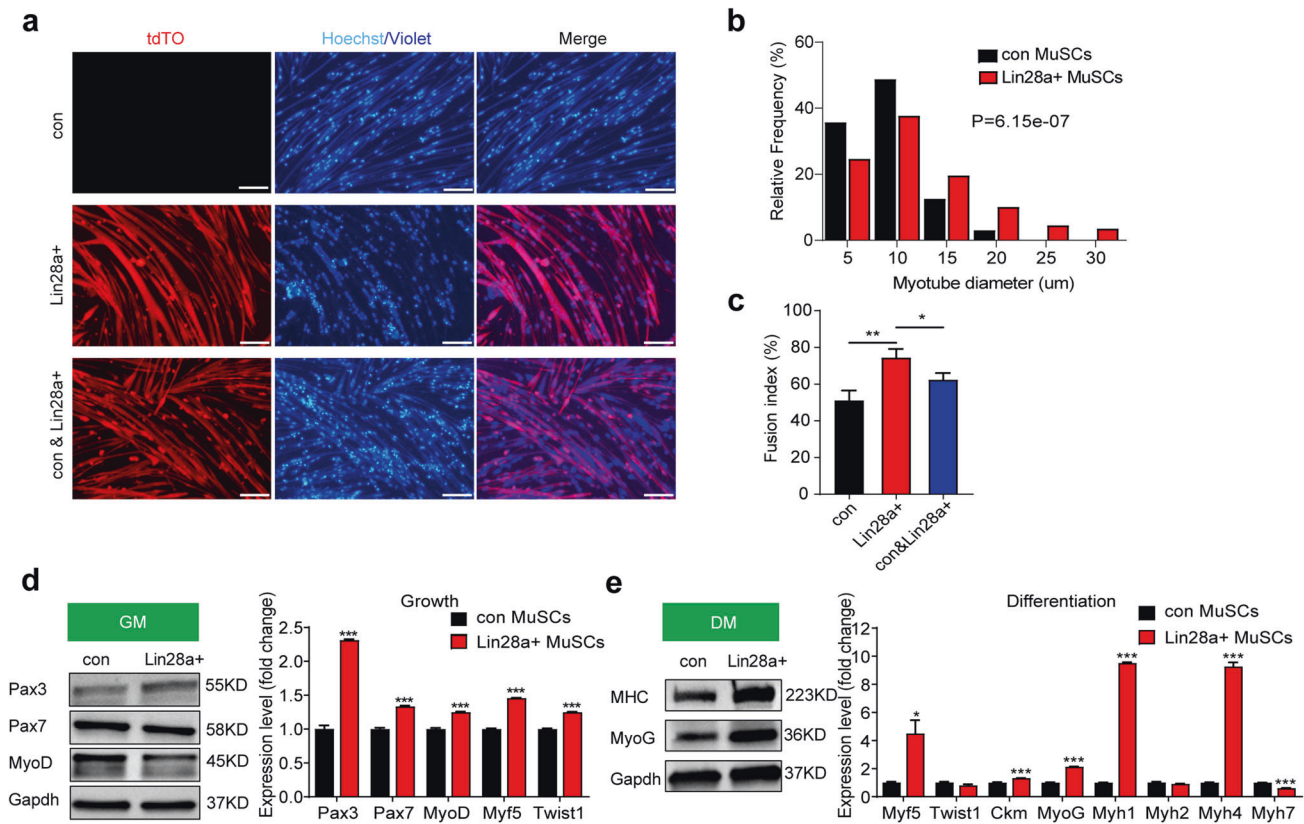 a
tdTO
Hoechst/Violet
Merge
con
Lin28a+
con & Lin28a+
b
Relative Frequency (%)
60
40
20
0
con MuSCs
Lin28a+ MuSCs
P=6.15e-07
5 10 15 20 25 30
Myotube diameter (um)
c
Fusion index (%)
100
80
60
40
20
0
**
*
con
Lin28a+
con&Lin28a+
d
GM
con Lin28a+
Pax3 55KD
Pax7 58KD
MyoD 45KD
Gapdh 37KD
Growth
con MuSCs
Lin28a+ MuSCs
Expression level (fold change)
2.5
2.0
1.5
1.0
0.5
0.0
***
***
***
***
***
Pax3 Pax7 MyoD Myf5 Twist1
e
DM
con Lin28a+
MHC 223KD
MyoG 36KD
Gapdh 37KD
Differentiation
con MuSCs
Lin28a+ MuSCs
Expression level (fold change)
12
10
8
6
4
2
0
*
***
***
***
***
***
Myf5 Twist1 Ckm MyoG Myh1 Myh2 Myh4 Myh7